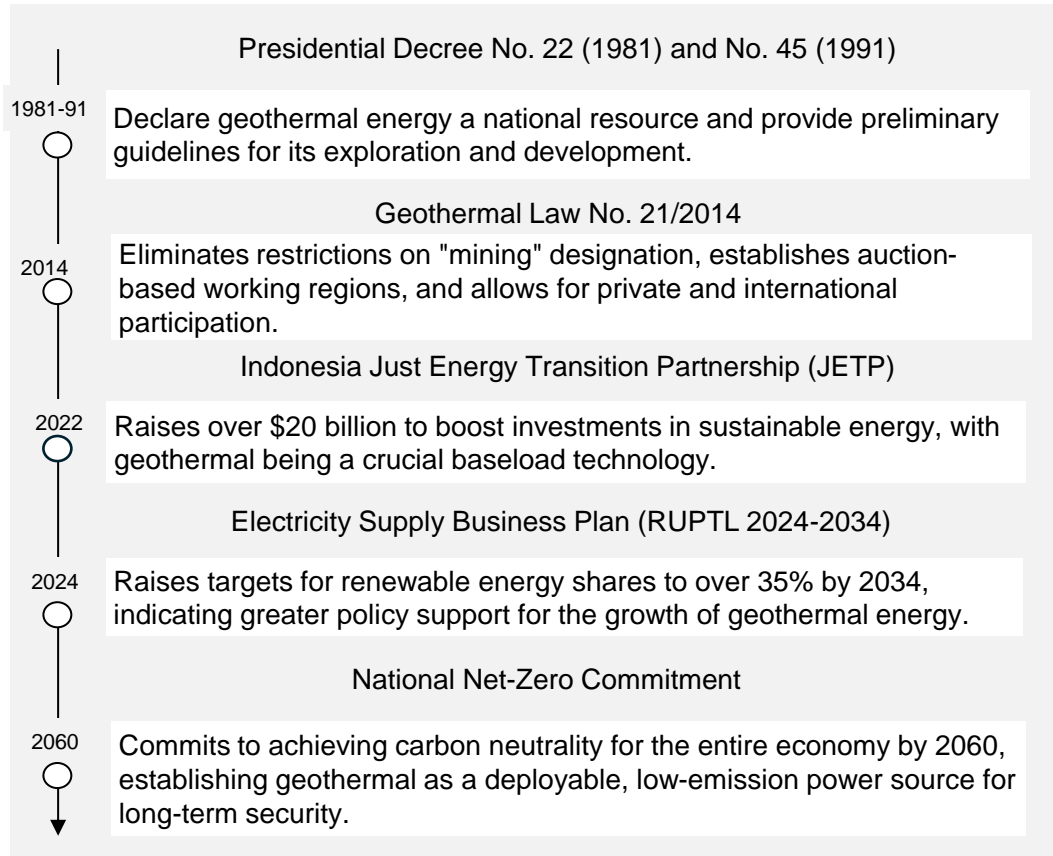 Presidential Decree No. 22 (1981) and No. 45 (1991)
1981-91
Declare geothermal energy a national resource and provide preliminary
guidelines for its exploration and development.
Geothermal Law No. 21/2014
2014
Eliminates restrictions on "mining" designation, establishes auction-
based working regions, and allows for private and international
participation.
Indonesia Just Energy Transition Partnership (JETP)
2022
Raises over $20 billion to boost investments in sustainable energy, with
geothermal being a crucial baseload technology.
Electricity Supply Business Plan (RUPTL 2024-2034)
2024
Raises targets for renewable energy shares to over 35% by 2034,
indicating greater policy support for the growth of geothermal energy.
National Net-Zero Commitment
2060
Commits to achieving carbon neutrality for the entire economy by 2060,
establishing geothermal as a deployable, low-emission power source for
long-term security.